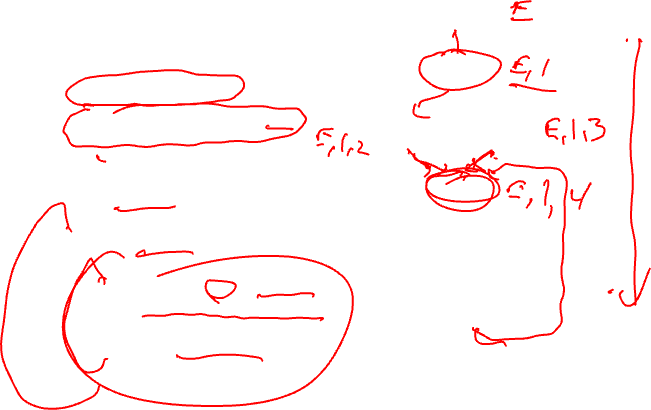 E
E, 1
E, 1, 3
E, 1, 2
E, 1, 4